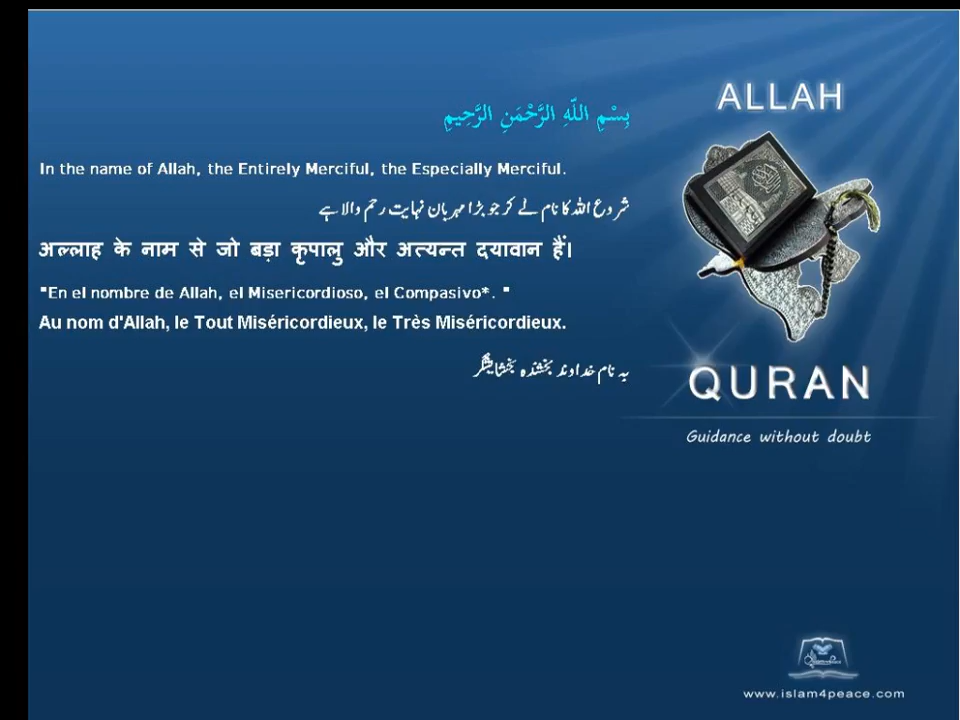 بِسْمِ اللَّهِ الرَّحْمَنِ الرَّحِيمِ
In the name of Allah, the Entirely Merciful, the Especially Merciful.
شروع اللہ کا نام لے کر جو بڑا مہربان نہایت رحم والا ہے
अल्लाह के नाम से जो बड़ा कृपालु और अत्यन्त दयावान हैं।
"En el nombre de Allah, el Misericordioso, el Compasivo*. "
Au nom d'Allah, le Tout Miséricordieux, le Très Miséricordieux.
به نام خداوند بخشنده بخشایشگر
ALLAH
QURAN
Guidance without doubt
www.islam4peace.com